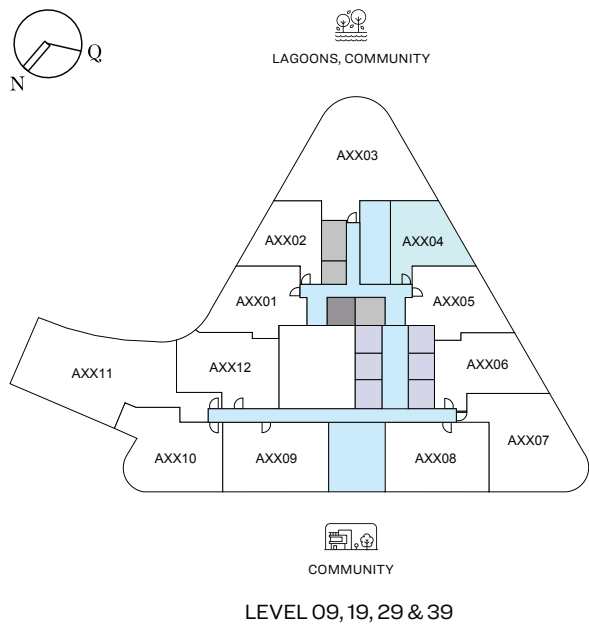 Q
N
LAGOONS, COMMUNITY
AXX03
AXX02
AXX04
AXX01
AXX05
AXX11
AXX12
AXX06
AXX07
AXX10
AXX09
AXX08
COMMUNITY
LEVEL 09, 19, 29 & 39